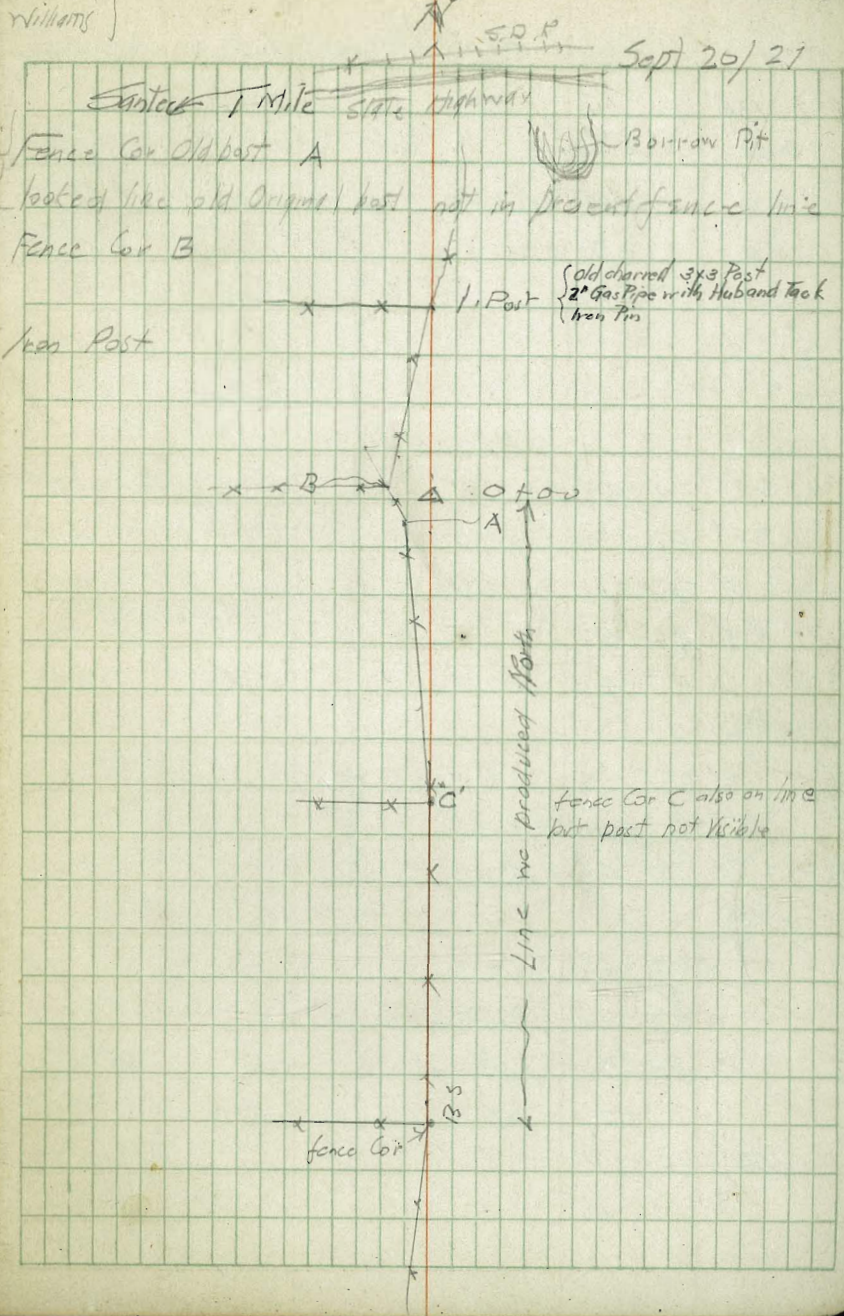 Williams }
N
S.D.R
Sept 20/27
Santee 1 Mile State Highway
Borrow Pit
Fence Cor Old post A
looked like old Original post not in present fence line
Fence Cor B
I. Post { Old charred 3x3 Post
2" Gas Pipe with Hub and Tack
Iron Pin
Iron Post
B Δ 0+00
A
Line we produced North
C'
fence Cor C also on line
but post not Visible
BS
fence Cor